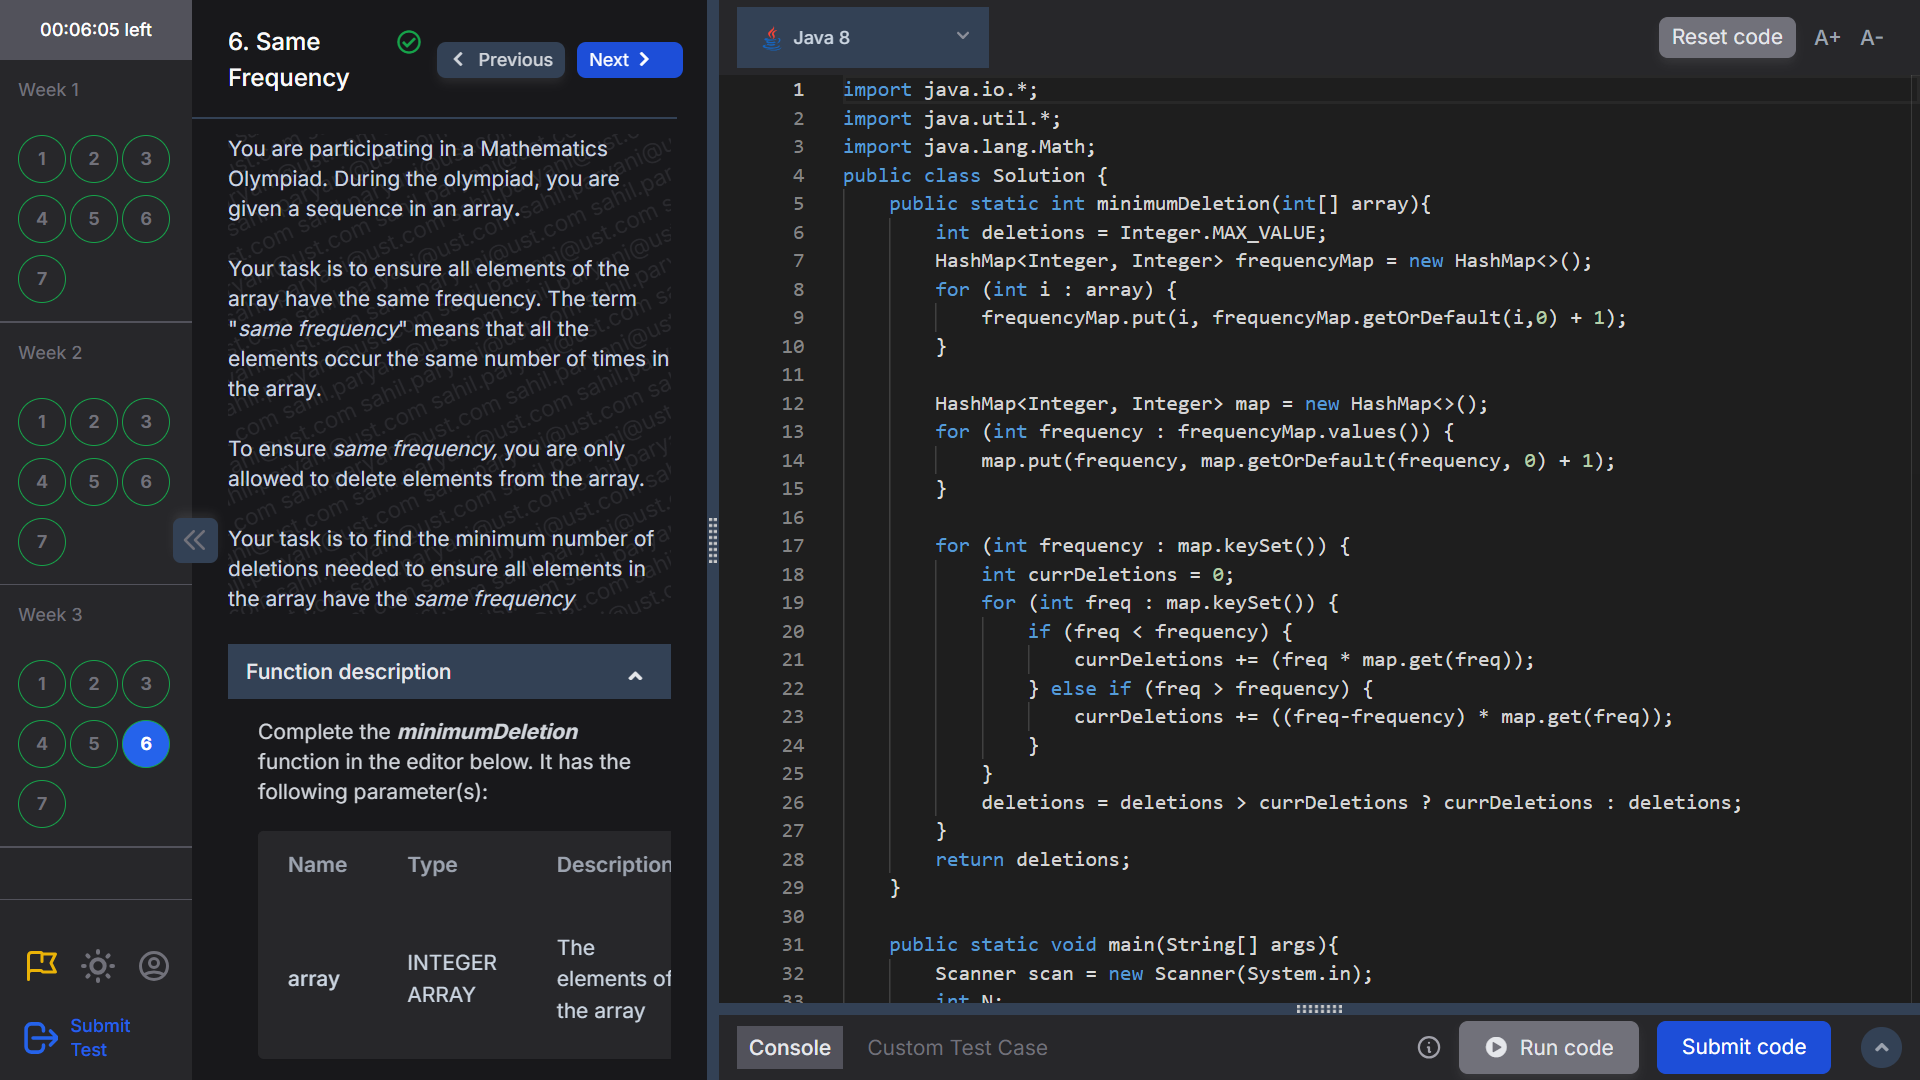 00:06:05 left
Week 1
1 2 3
4 5 6
7
Week 2
1 2 3
4 5 6
7
Week 3
1 2 3
4 5 6
7
Submit
Test
6. Same
Frequency
Previous
Next
You are participating in a Mathematics
Olympiad. During the olympiad, you are
given a sequence in an array.
Your task is to ensure all elements of the
array have the same frequency. The term
"same frequency" means that all the
elements occur the same number of times in
the array.
To ensure same frequency, you are only
allowed to delete elements from the array.
Your task is to find the minimum number of
deletions needed to ensure all elements in
the array have the same frequency
Function description
Complete the minimumDeletion
function in the editor below. It has the
following parameter(s):
Name Type Description
array INTEGER ARRAY The elements of the array
Java 8
Reset code A+ A-
1 import java.io.*;
2 import java.util.*;
3 import java.lang.Math;
4 public class Solution {
5 public static int minimumDeletion(int[] array){
6 int deletions = Integer.MAX_VALUE;
7 HashMap<Integer, Integer> frequencyMap = new HashMap<>();
8 for (int i : array) {
9 frequencyMap.put(i, frequencyMap.getOrDefault(i,0) + 1);
10 }
11
12 HashMap<Integer, Integer> map = new HashMap<>();
13 for (int frequency : frequencyMap.values()) {
14 map.put(frequency, map.getOrDefault(frequency, 0) + 1);
15 }
16
17 for (int frequency : map.keySet()) {
18 int currDeletions = 0;
19 for (int freq : map.keySet()) {
20 if (freq < frequency) {
21 currDeletions += (freq * map.get(freq));
22 } else if (freq > frequency) {
23 currDeletions += ((freq-frequency) * map.get(freq));
24 }
25 }
26 deletions = deletions > currDeletions ? currDeletions : deletions;
27 }
28 return deletions;
29 }
30
31 public static void main(String[] args){
32 Scanner scan = new Scanner(System.in);
33 int N;
Console Custom Test Case
Run code
Submit code